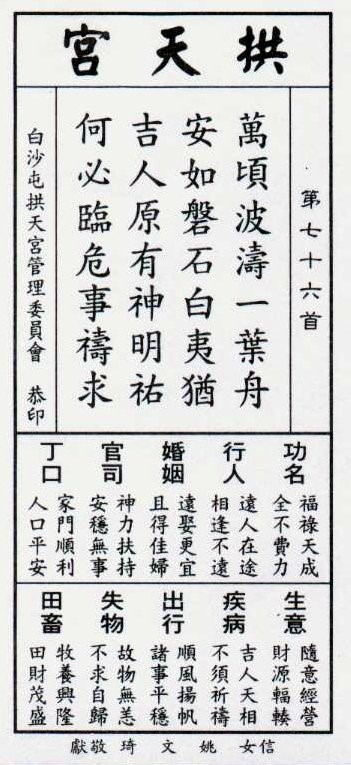 拱天宮
第七十六首
萬頃波濤一葉舟
安如磐石白夷猶
吉人原有神明祐
何必臨危事禱求
白沙屯拱天宮管理委員會 恭印
功名
福祿天成
全不費力
行人
遠人在途
相逢不遠
婚姻
遠娶更宜
且得佳婦
官司
神力扶持
安穩無事
丁口
家門順利
人口平安
生意
隨意經營
財源輻輳
疾病
吉人天相
不須祈禱
出行
順風揚帆
諸事平穩
失物
故物無恙
不求自歸
田畜
牧養興隆
田財茂盛
信女 姚文琦 敬獻